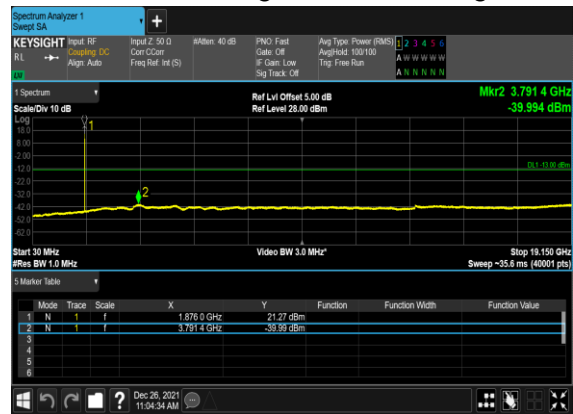 Spectrum Analyzer 1
Swept SA
KEYSIGHT Input: RF Input Z: 50 Ω #Atten: 40 dB PNO: Fast Avg Type: Power (RMS) 1 2 3 4 5 6
RL Coupling: DC Corr CCorr Gate: Off Avg|Hold: 100/100 A W W W W W
Align: Auto Freq Ref: Int (S) IF Gain: Low Trig: Free Run
LW Sig Track: Off A N N N N N
1 Spectrum Ref Lvl Offset 5.00 dB Mkr2 3.791 4 GHz
Scale/Div 10 dB Ref Level 28.00 dBm -39.994 dBm
Log
1
18.0
8.00
-2.00
-12.0 DL1 -13.00 dBm
-22.0
-32.0
2
-42.0
-52.0
-62.0
Start 30 MHz Video BW 3.0 MHz* Stop 19.150 GHz
#Res BW 1.0 MHz Sweep ~35.6 ms (40001 pts)
5 Marker Table
Mode Trace Scale X Y Function Function Width Function Value
1 N 1 f 1.876 0 GHz 21.27 dBm
2 N 1 f 3.791 4 GHz -39.99 dBm
3
4
5
6
? Dec 26, 2021
11:04:34 AM